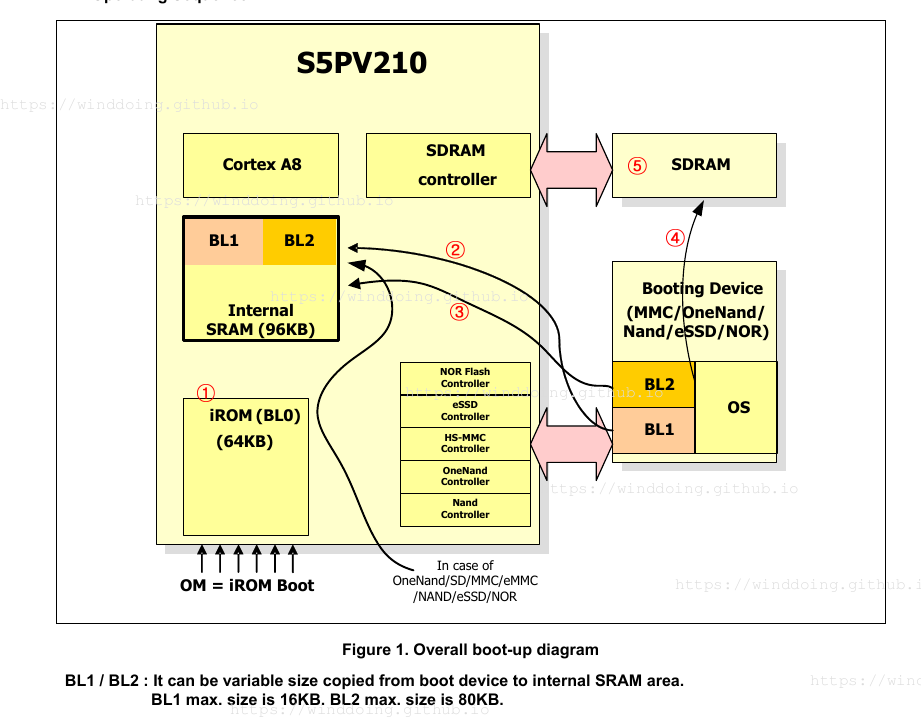 S5PV210
https://winddoing.github.io
Cortex A8
SDRAM
controller
⑤
SDRAM
https://winddoing.github.io
BL1
BL2
②
④
Internal
SRAM (96KB)
https://winddoing.github.io
③
Booting Device
(MMC/OneNand/
Nand/eSSD/NOR)
①
iROM (BL0)
(64KB)
NOR Flash
Controller
https://winddoing.github.io
eSSD
Controller
HS-MMC
Controller
OneNand
Controller
Nand
Controller
BL2
BL1
OS
https://winddoing.github.io
OM = iROM Boot
In case of
OneNand/SD/MMC/eMMC
/NAND/eSSD/NOR
https://winddoing.github.i
Figure 1. Overall boot-up diagram
BL1 / BL2 : It can be variable size copied from boot device to internal SRAM area.
https://wi
BL1 max. size is 16KB. BL2 max. size is 80KB.
https://winddoing.github.io